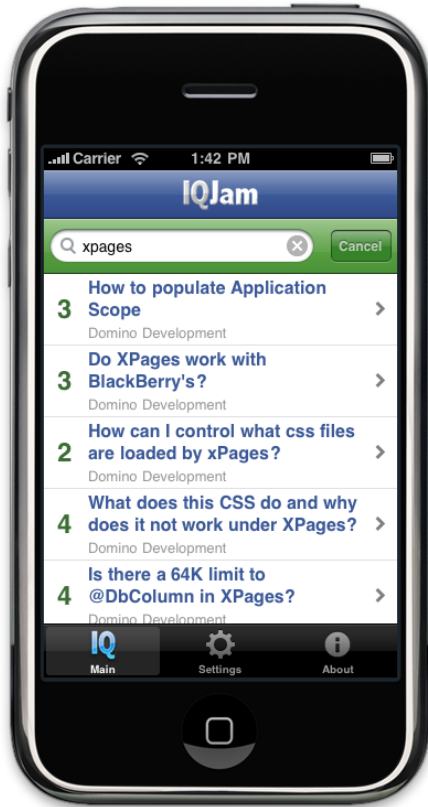 Carrier 1:42 PM
IQJam
xpages Cancel
How to populate Application
3 Scope
Domino Development
Do XPages work with
3 BlackBerry's?
Domino Development
How can I control what css files
2 are loaded by xPages?
Domino Development
What does this CSS do and why
4 does it not work under XPages?
Domino Development
Is there a 64K limit to
4 @DbColumn in XPages?
Domino Development
IQ
Main Settings About